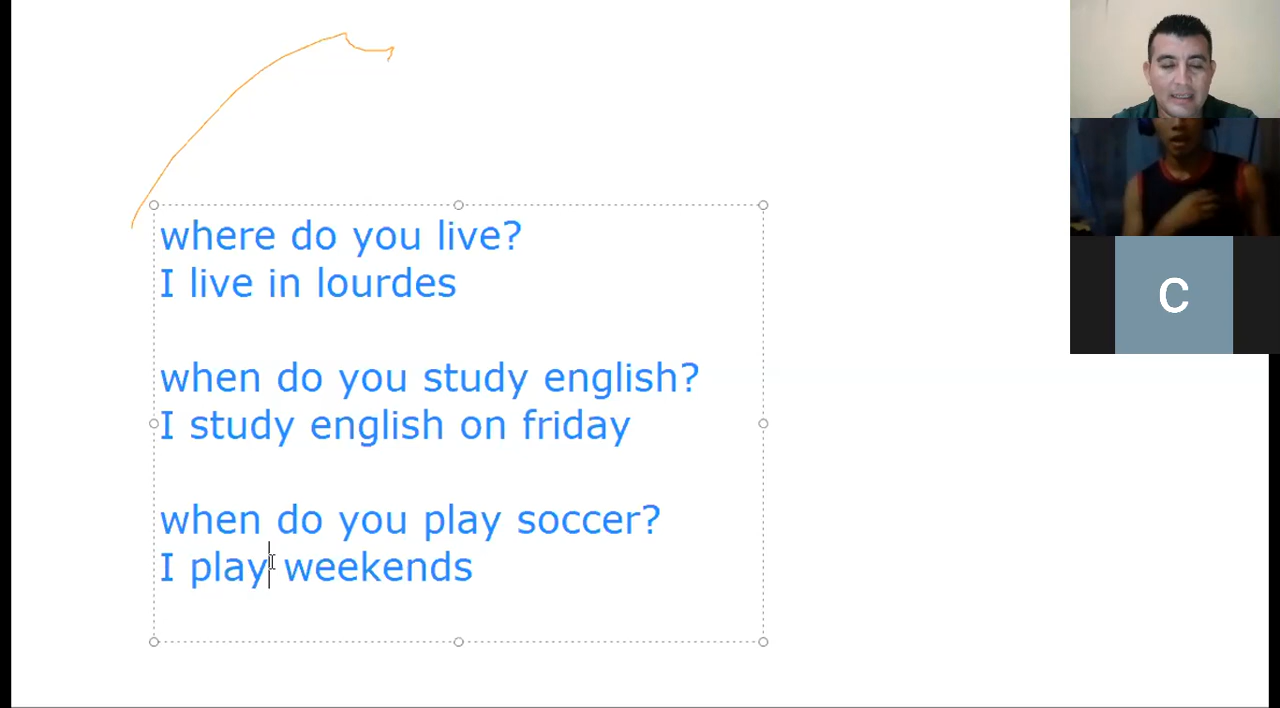 where do you live?
I live in lourdes
when do you study english?
I study english on friday
when do you play soccer?
I play weekends
C